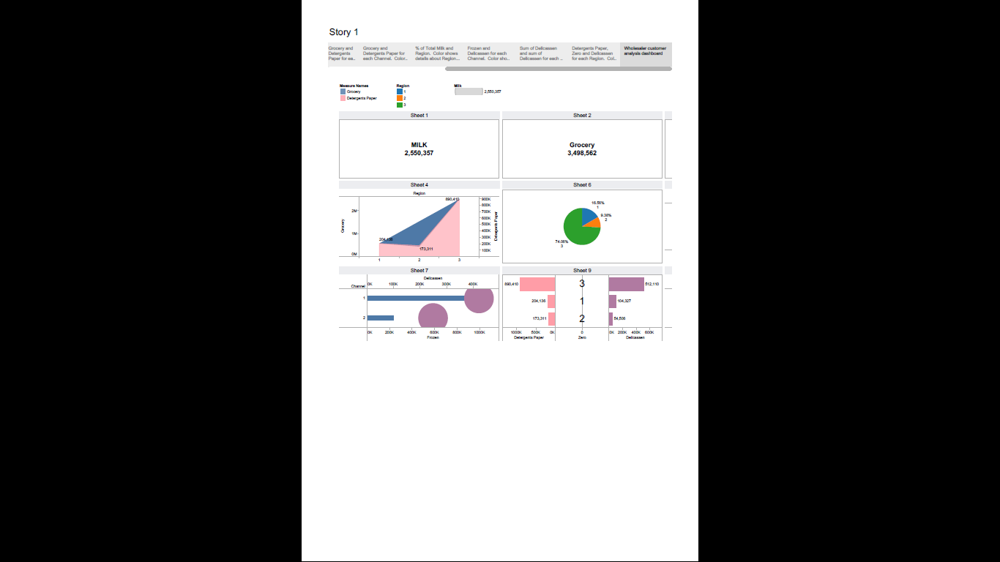 Story 1
Grocery and
Detergents
Paper for ea..
Grocery and
Detergents Paper for
each Channel. Color..
% of Total Milk and
Region. Color shows
details about Region...
Frozen and
Delicassen for each
Channel. Color sho..
Sum of Delicassen
and sum of
Delicassen for each ..
Detergents Paper,
Zero and Delicassen
for each Region. Col..
Wholesaler customer
analysis dashboard
Measure Names
Grocery
Detergents Paper
Region
1
2
3
Milk
2,550,357
Sheet 1
MILK
2,550,357
Sheet 2
Grocery
3,498,562
Sheet 4
Region
890,410
204,136
173,311
2M
1M
0M
Grocery
900K
800K
700K
600K
500K
400K
300K
200K
100K
Detergents Paper
1 2 3
Sheet 6
16.56%
1
9.38%
2
74.06%
3
Sheet 7
Delicassen
Channel 0K 100K 200K 300K 400K
1
2
0K 200K 400K 600K 800K 1000K
Frozen
Sheet 9
890,410 3 512,110
204,136 1 104,327
173,311 2 54,506
1000K 500K 0K 0 0K 200K 400K 600K
Detergents Paper Zero Delicassen